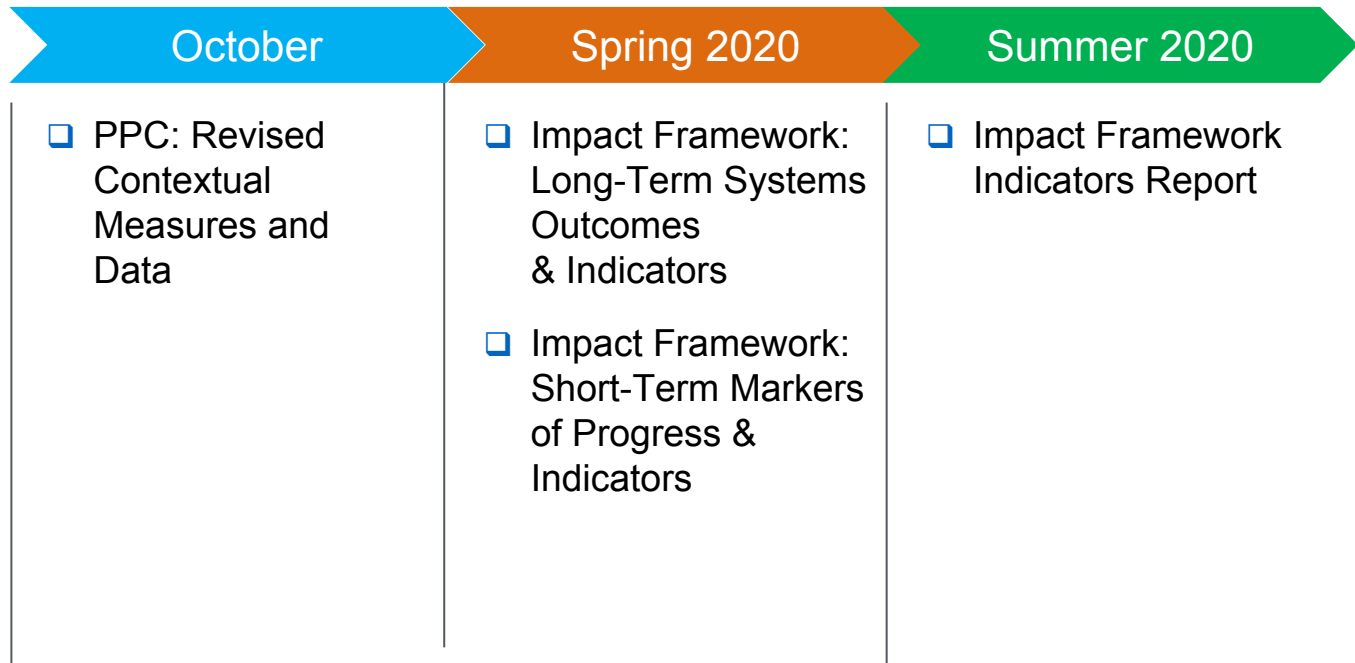 October
Spring 2020
Summer 2020
PPC: Revised
Contextual
Measures and
Data
Impact Framework:
Long-Term Systems
Outcomes
& Indicators
Impact Framework:
Short-Term Markers
of Progress &
Indicators
Impact Framework
Indicators Report